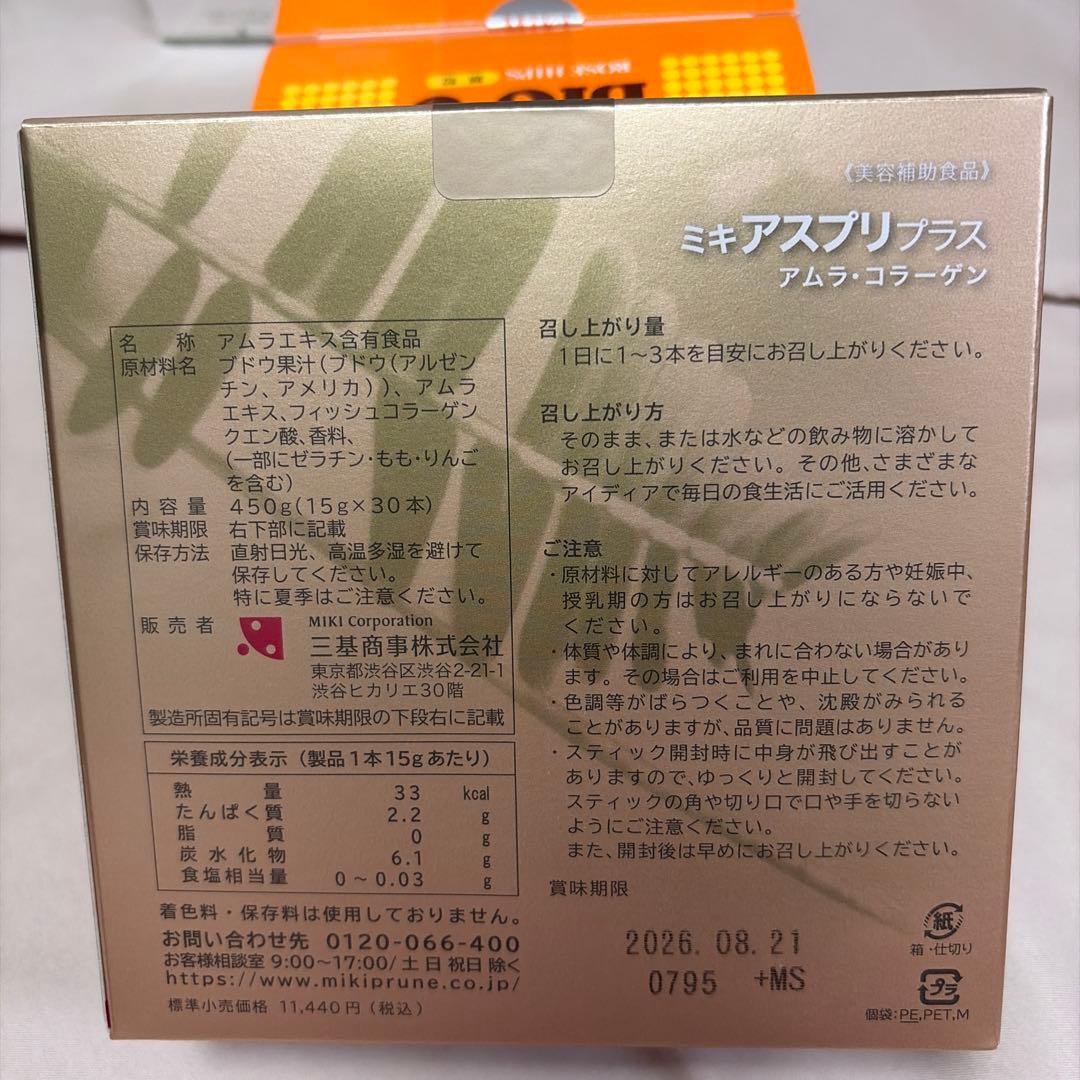 ROSE HIPS
《美容補助食品》
ミキアスプリプラス
アムラ・コラーゲン
名称 アムラエキス含有食品
原材料名 ブドウ果汁(ブドウ(アルゼン
チン、アメリカ))、アムラ
エキス、フィッシュコラーゲン
クエン酸、香料、
(一部にゼラチン・もも・りんご
を含む)
内容量 450g(15g×30本)
賞味期限 右下部に記載
保存方法 直射日光、高温多湿を避けて
保存してください。
特に夏季はご注意ください。
販売者 MIKI Corporation
三基商事株式会社
東京都渋谷区渋谷2-21-1
渋谷ヒカリエ30階
製造所固有記号は賞味期限の下段右に記載
栄養成分表示(製品1本15gあたり)
熱量 33 kcal
たんぱく質 2.2 g
脂質 0 g
炭水化物 6.1 g
食塩相当量 0~0.03 g
着色料・保存料は使用しておりません。
お問い合わせ先 0120-066-400
お客様相談室 9:00~17:00/土日祝日除く
https://www.mikiprune.co.jp/
標準小売価格 11,440円(税込)
召し上がり量
1日に1~3本を目安にお召し上がりください。
召し上がり方
そのまま、または水などの飲み物に溶かして
お召し上がりください。その他、さまざまな
アイディアで毎日の食生活にご活用ください。
ご注意
・原材料に対してアレルギーのある方や妊娠中、
授乳期の方はお召し上がりにならないで
ください。
・体質や体調により、まれに合わない場合があり
ます。その場合はご利用を中止してください。
・色調等がばらつくことや、沈殿がみられる
ことがありますが、品質に問題はありません。
・スティック開封時に中身が飛び出すことが
ありますので、ゆっくりと開封してください。
スティックの角や切り口で口や手を切らない
ようにご注意ください。
また、開封後は早めにお召し上がりください。
賞味期限
2026.08.21
0795 +MS
紙
箱・仕切り
プラ
個袋:PE,PET,M